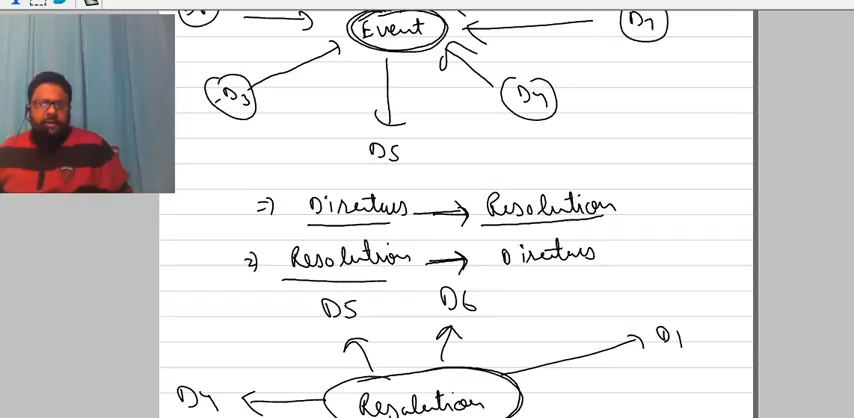 Event
D7
D3
D4
D5
=) Directors → Resolution
2) Resolution → Directors
D5 D6
D1
D4
Resolution